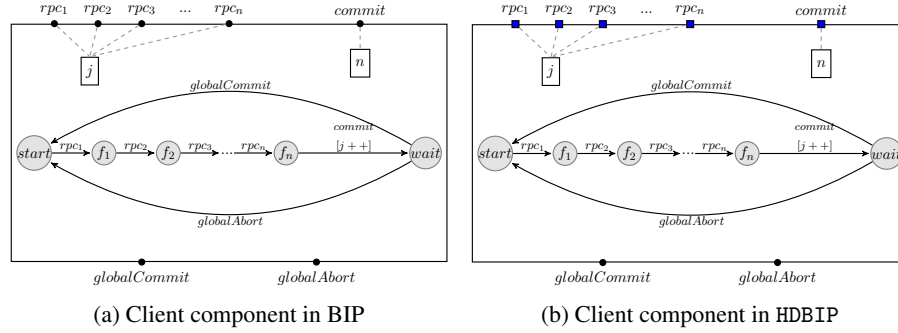 rpc₁ rpc₂ rpc₃ ... rpcₙ commit
j
n
globalCommit
commit
start rpc₁ f₁ rpc₂ f₂ rpc₃ ... rpcₙ fₙ [j++] wait
globalAbort
globalCommit globalAbort
(a) Client component in BIP
rpc₁ rpc₂ rpc₃ ... rpcₙ commit
j
n
globalCommit
commit
start rpc₁ f₁ rpc₂ f₂ rpc₃ ... rpcₙ fₙ [j++] wait
globalAbort
globalCommit globalAbort
(b) Client component in HDBIP